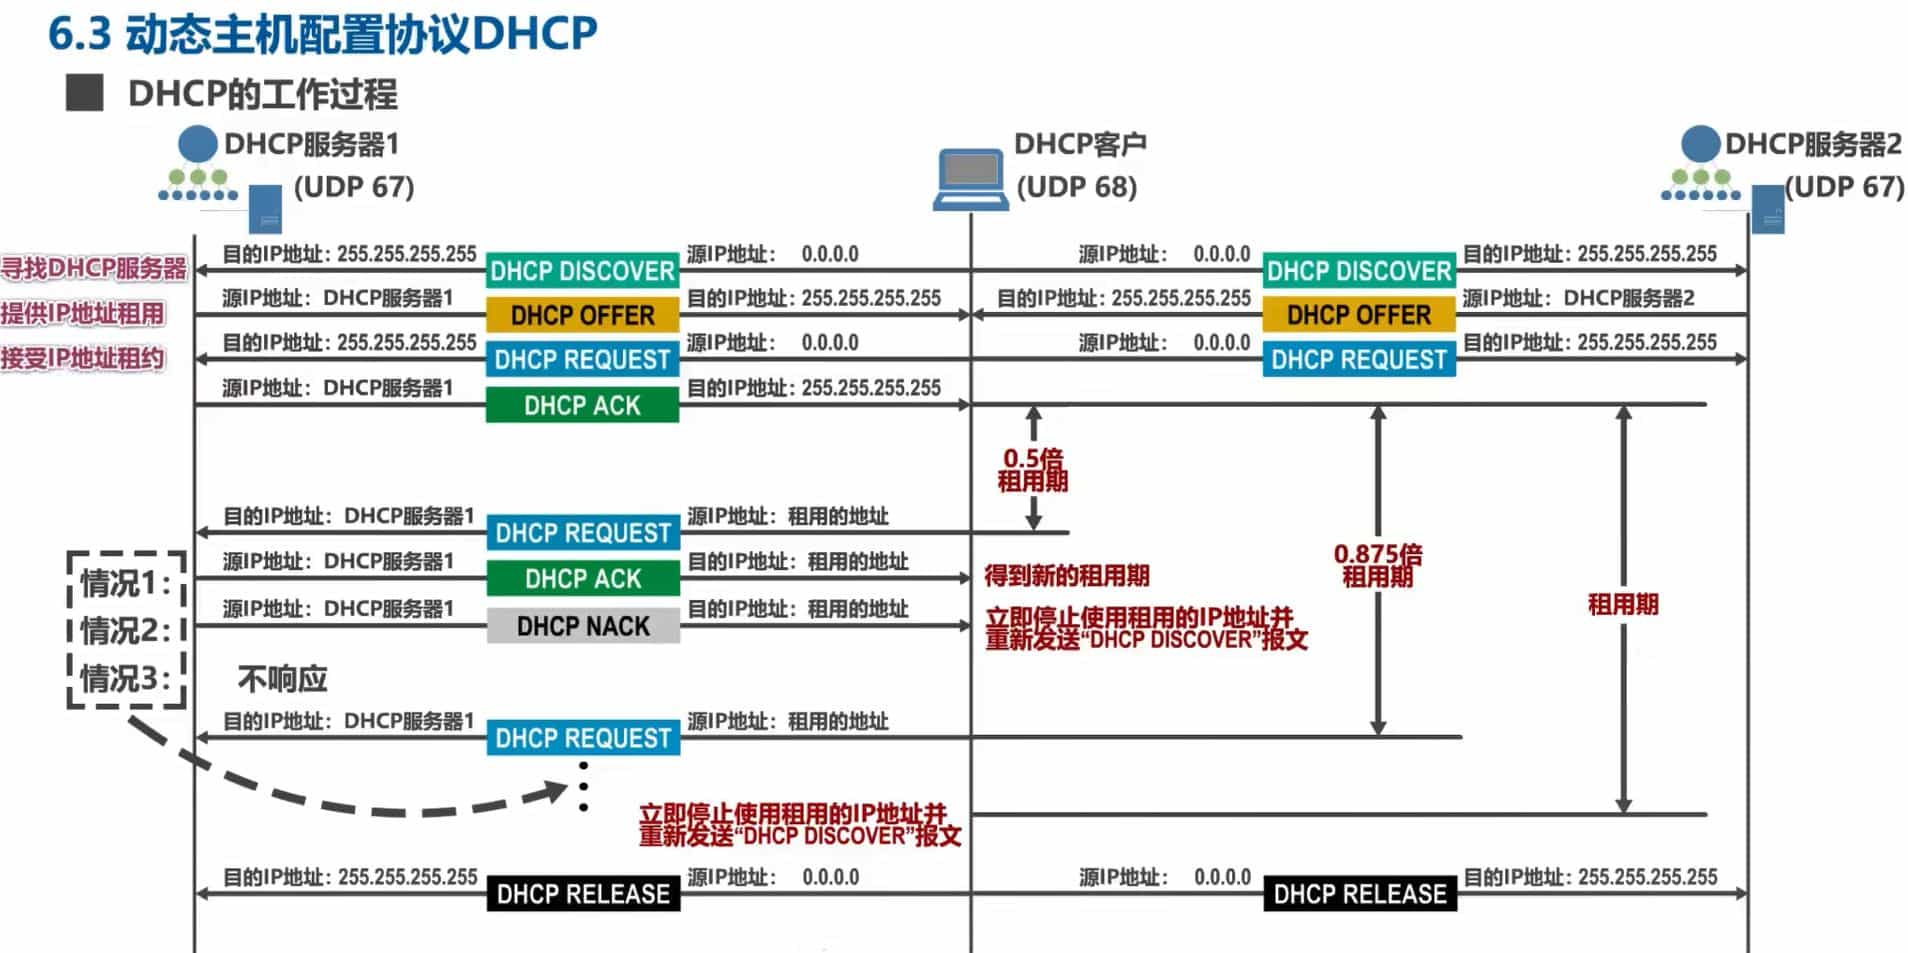 6.3 动态主机配置协议DHCP
DHCP的工作过程
DHCP服务器1
(UDP 67)
DHCP客户
(UDP 68)
DHCP服务器2
(UDP 67)
寻找DHCP服务器
目的IP地址: 255.255.255.255
DHCP DISCOVER
源IP地址: 0.0.0.0
源IP地址: 0.0.0.0
DHCP DISCOVER
目的IP地址: 255.255.255.255
提供IP地址租用
源IP地址: DHCP服务器1
DHCP OFFER
目的IP地址: 255.255.255.255
目的IP地址: 255.255.255.255
DHCP OFFER
源IP地址: DHCP服务器2
接受IP地址租约
目的IP地址: 255.255.255.255
DHCP REQUEST
源IP地址: 0.0.0.0
源IP地址: 0.0.0.0
DHCP REQUEST
目的IP地址: 255.255.255.255
源IP地址: DHCP服务器1
DHCP ACK
目的IP地址: 255.255.255.255
0.5倍
租用期
目的IP地址: DHCP服务器1
DHCP REQUEST
源IP地址: 租用的地址
0.875倍
租用期
租用期
情况1:
源IP地址: DHCP服务器1
DHCP ACK
目的IP地址: 租用的地址
得到新的租用期
情况2:
源IP地址: DHCP服务器1
DHCP NACK
目的IP地址: 租用的地址
立即停止使用租用的IP地址并
重新发送“DHCP DISCOVER”报文
情况3:
不响应
目的IP地址: DHCP服务器1
DHCP REQUEST
源IP地址: 租用的地址
立即停止使用租用的IP地址并
重新发送“DHCP DISCOVER”报文
目的IP地址: 255.255.255.255
DHCP RELEASE
源IP地址: 0.0.0.0
源IP地址: 0.0.0.0
DHCP RELEASE
目的IP地址: 255.255.255.255